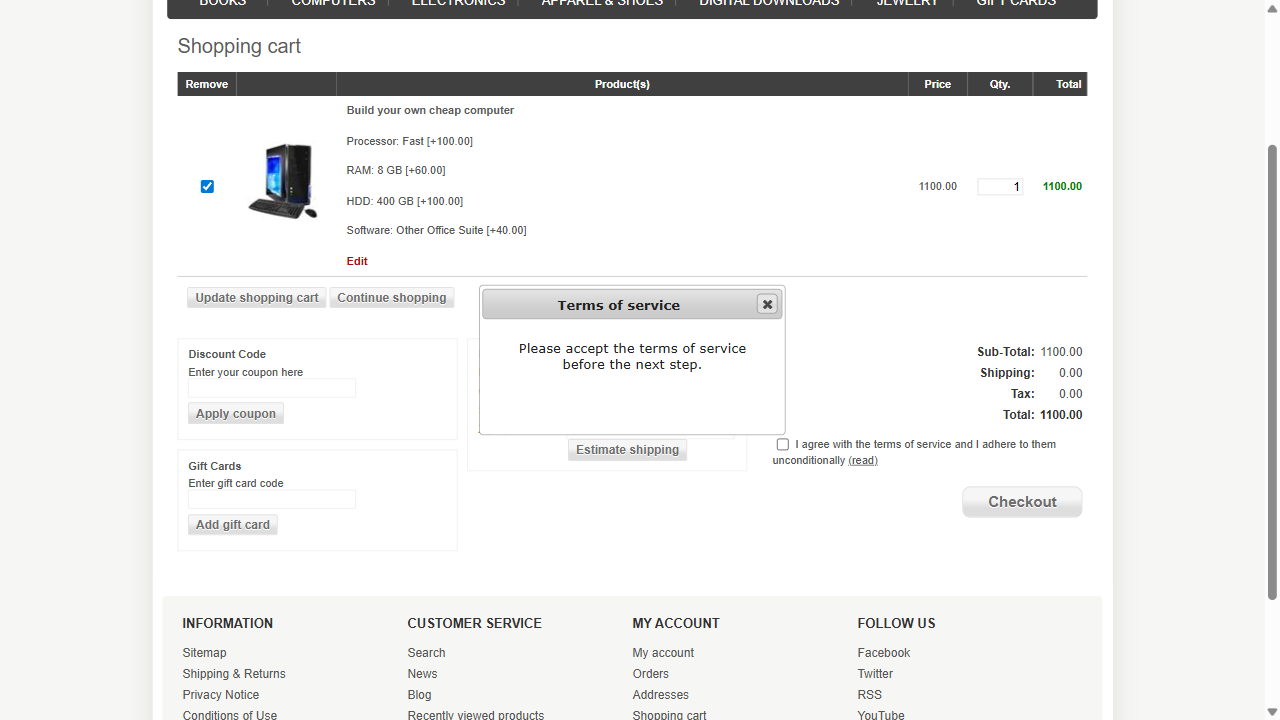 BOOKS COMPUTERS ELECTRONICS APPAREL & SHOES DIGITAL DOWNLOADS JEWELRY GIFT CARDS
Shopping cart
Remove Product(s) Price Qty. Total
Build your own cheap computer
Processor: Fast [+100.00]
RAM: 8 GB [+60.00]
1100.00 1 1100.00
HDD: 400 GB [+100.00]
Software: Other Office Suite [+40.00]
Edit
Update shopping cart Continue shopping
Terms of service
Please accept the terms of service
before the next step.
Discount Code
Enter your coupon here
Apply coupon
Gift Cards
Enter gift card code
Add gift card
Estimate shipping
Sub-Total: 1100.00
Shipping: 0.00
Tax: 0.00
Total: 1100.00
I agree with the terms of service and I adhere to them
unconditionally (read)
Checkout
INFORMATION CUSTOMER SERVICE MY ACCOUNT FOLLOW US
Sitemap Search My account Facebook
Shipping & Returns News Orders Twitter
Privacy Notice Blog Addresses RSS
Conditions of Use Recently viewed products Shopping cart YouTube